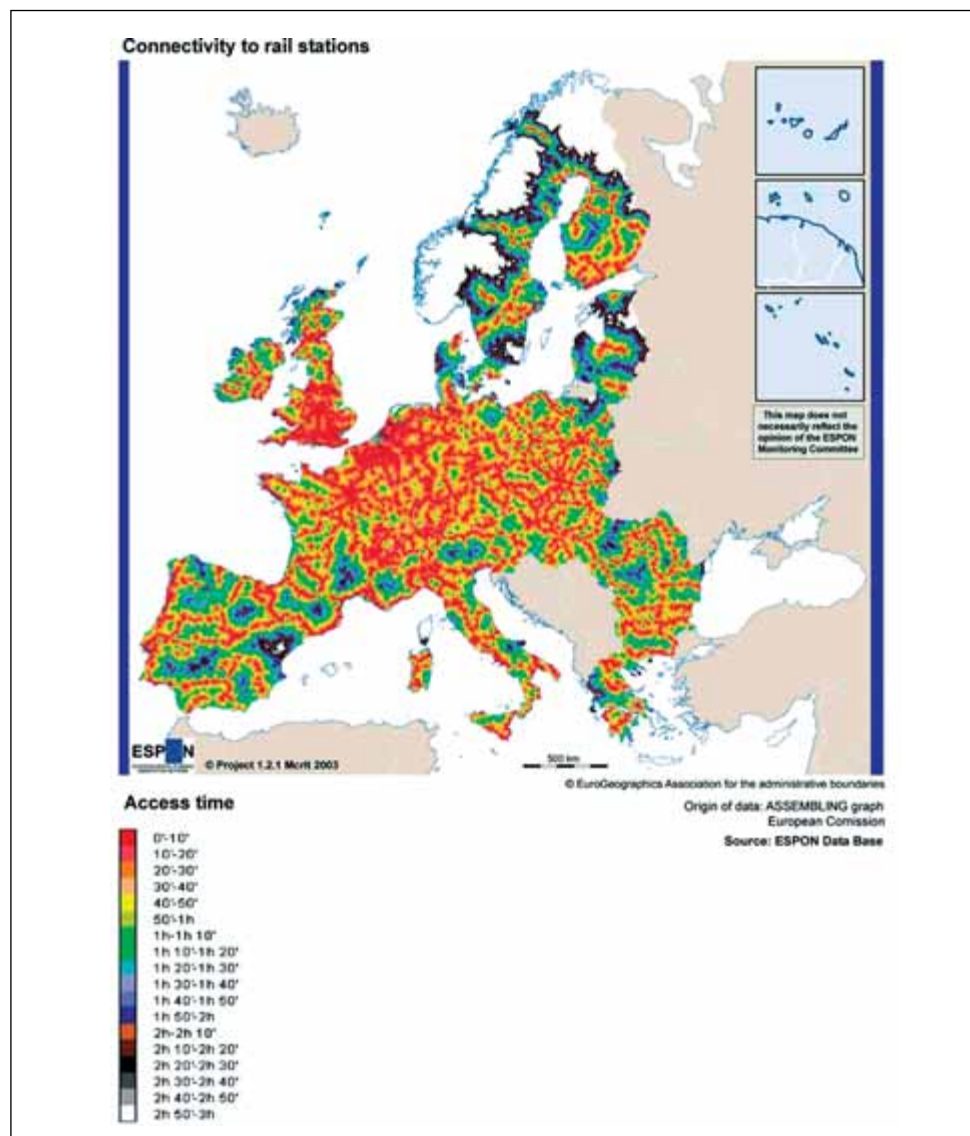 Connectivity to rail stations
This map does not
necessarily reflect the
opinion of the ESPON
Monitoring Committee
ESPON
© Project 1.2.1 Mcrit 2003
500 km
© EuroGeographics Association for the administrative boundaries
Access time
Origin of data: ASSEMBLING graph
European Comission
Source: ESPON Data Base
0'-10'
10'-20'
20'-30'
30'-40'
40'-50'
50'-1h
1h-1h 10'
1h 10'-1h 20'
1h 20'-1h 30'
1h 30'-1h 40'
1h 40'-1h 50'
1h 50'-2h
2h-2h 10'
2h 10'-2h 20'
2h 20'-2h 30'
2h 30'-2h 40'
2h 40'-2h 50'
2h 50'-3h